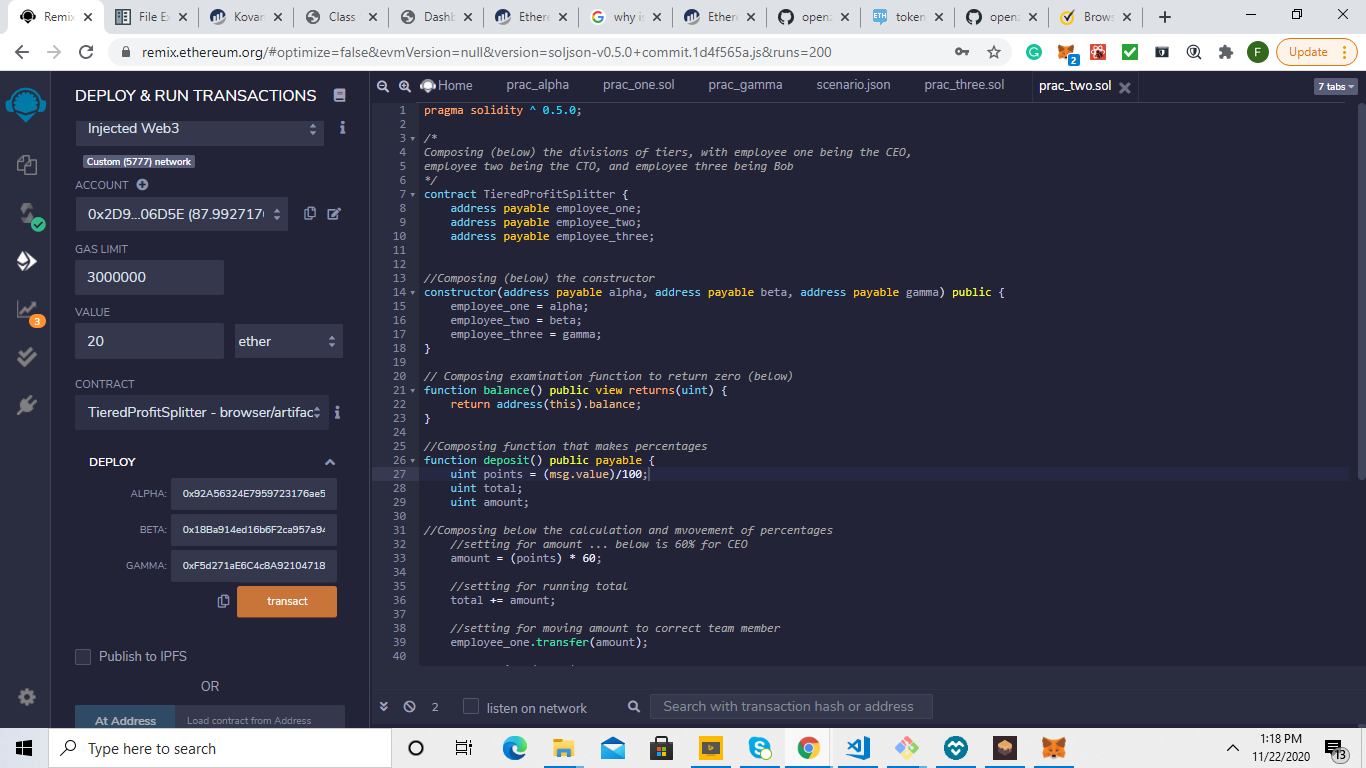 Remix
File Ex
Kovan
Class
Dashb
Ethere
why is
Ethere
openz
token
openz
Brows
remix.ethereum.org/#optimize=false&evmVersion=null&version=soljson-v0.5.0+commit.1d4f565a.js&runs=200
2
F
Update
DEPLOY & RUN TRANSACTIONS
Injected Web3
Custom (5777) network
ACCOUNT
0x2D9...06D5E (87.9927170
GAS LIMIT
3000000
VALUE
20
ether
CONTRACT
TieredProfitSplitter - browser/artifac
DEPLOY
ALPHA: 0x92A56324E7959723176ae5
BETA: 0x18Ba914ed16b6F2ca957a94
GAMMA: 0xF5d271aE6C4c8A92104718
transact
Publish to IPFS
OR
At Address
Load contract from Address
3
Home
prac_alpha
prac_one.sol
prac_gamma
scenario.json
prac_three.sol
prac_two.sol
7 tabs
1 pragma solidity ^ 0.5.0;
2
3 /*
4 Composing (below) the divisions of tiers, with employee one being the CEO,
5 employee two being the CTO, and employee three being Bob
6 */
7 contract TieredProfitSplitter {
8 address payable employee_one;
9 address payable employee_two;
10 address payable employee_three;
11
12
13 //Composing (below) the constructor
14 constructor(address payable alpha, address payable beta, address payable gamma) public {
15 employee_one = alpha;
16 employee_two = beta;
17 employee_three = gamma;
18 }
19
20 // Composing examination function to return zero (below)
21 function balance() public view returns(uint) {
22 return address(this).balance;
23 }
24
25 //Composing function that makes percentages
26 function deposit() public payable {
27 uint points = (msg.value)/100;
28 uint total;
29 uint amount;
30
31 //Composing below the calculation and mvovement of percentages
32 //setting for amount ... below is 60% for CEO
33 amount = (points) * 60;
34
35 //setting for running total
36 total += amount;
37
38 //setting for moving amount to correct team member
39 employee_one.transfer(amount);
40
2
listen on network
Search with transaction hash or address
Type here to search
1:18 PM
11/22/2020
13